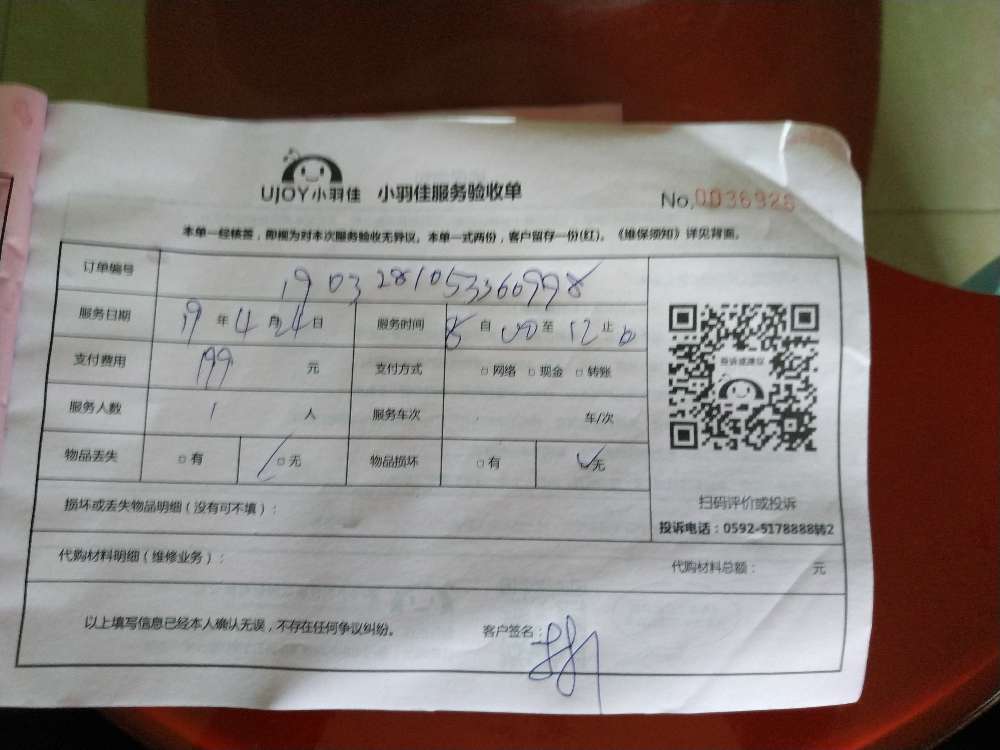 UJOY小羽佳 小羽佳服务验收单
No.0036928
本单一经核签，即视为对本次服务验收无异议。本单一式两份，客户留存一份(红)。《维保须知》详见背面。
订单编号 1903281053360998
服务日期 19 年 4 月 24 日 服务时间 8 自 00 至 12 止
支付费用 199 元 支付方式 □网络 □现金 □转账
服务人数 1 人 服务车次 车/次
物品丢失 □有 □无 物品损坏 □有 无
投诉或建议
扫码评价或投诉
投诉电话：0592-5178888转2
损坏或丢失物品明细（没有可不填）：
代购材料明细（维修业务）： 代购材料总额： 元
以上填写信息已经本人确认无误，不存在任何争议纠纷。 客户签名：